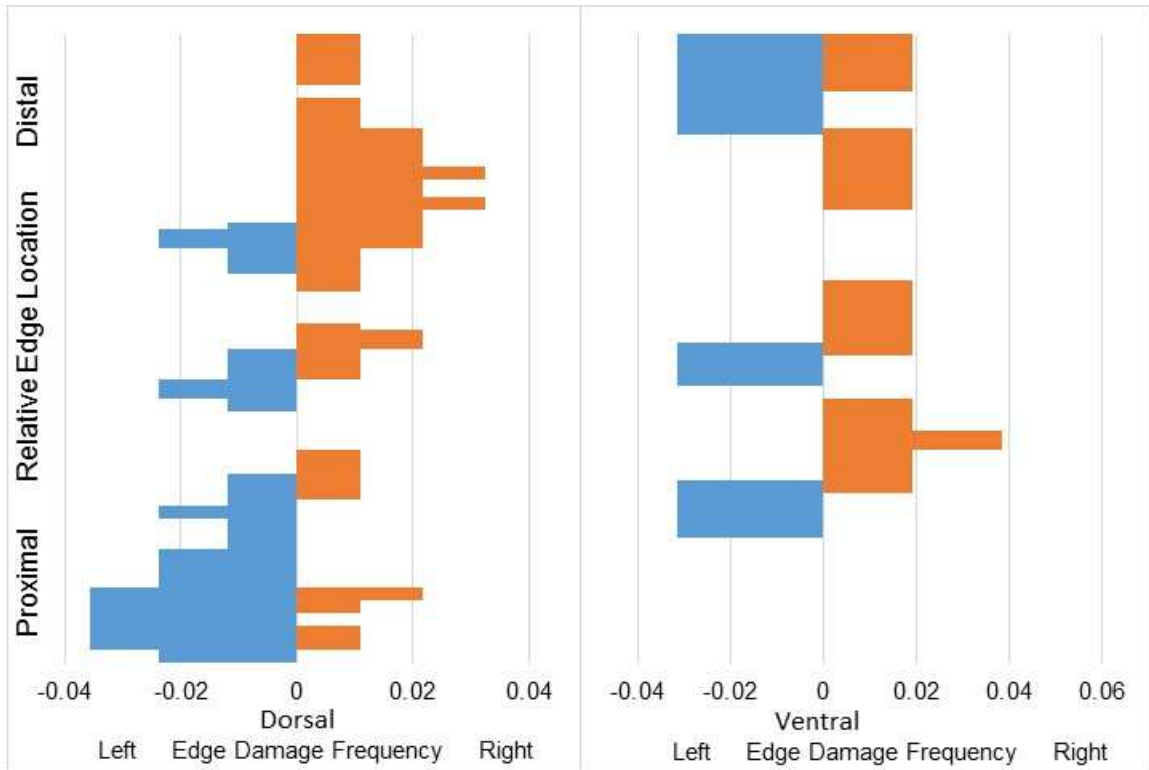 Distal
Relative Edge Location
Proximal
-0.04 -0.02 0 0.02 0.04
Dorsal
Left Edge Damage Frequency Right
-0.04 -0.02 0 0.02 0.04 0.06
Ventral
Left Edge Damage Frequency Right